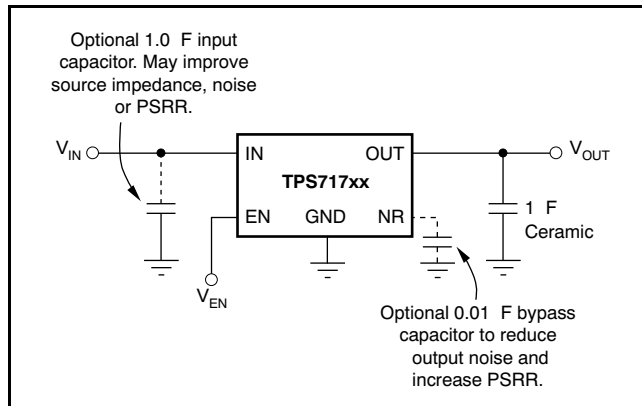 Optional 1.0 F input
capacitor. May improve
source impedance, noise
or PSRR.
VIN
IN
OUT
VOUT
TPS717xx
EN
GND
NR
1 F
Ceramic
VEN
Optional 0.01 F bypass
capacitor to reduce
output noise and
increase PSRR.